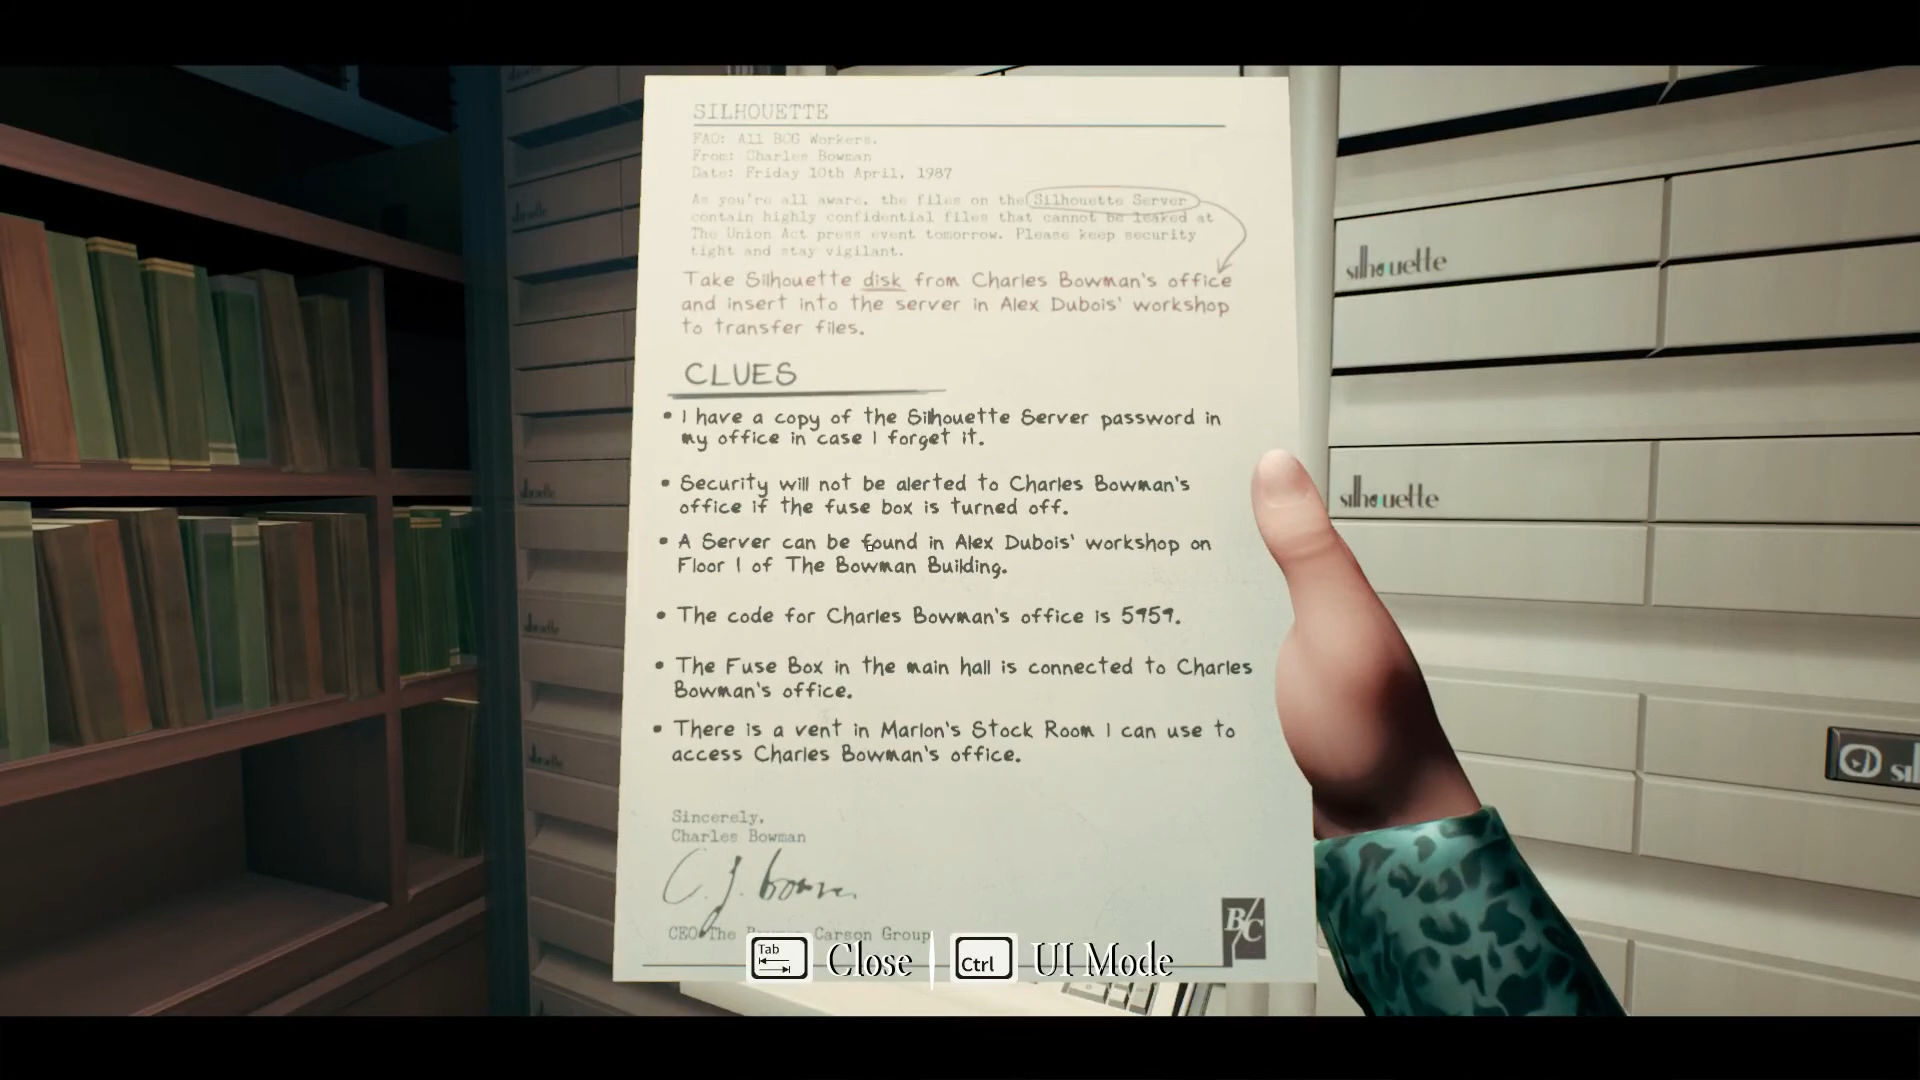 SILHOUETTE
FAO: All BCG Workers.
From: Charles Bowman
Date: Friday 10th April, 1987
As you're all aware, the files on the Silhouette Server
contain highly confidential files that cannot be leaked at
The Union Act press event tomorrow. Please keep security
tight and stay vigilant.
Take Silhouette disk from Charles Bowman's office
and insert into the server in Alex Dubois' workshop
to transfer files.
CLUES
• I have a copy of the Silhouette Server password in
my office in case I forget it.
• Security will not be alerted to Charles Bowman's
office if the fuse box is turned off.
• A Server can be found in Alex Dubois' workshop on
Floor 1 of The Bowman Building.
• The code for Charles Bowman's office is 5959.
• The Fuse Box in the main hall is connected to Charles
Bowman's office.
• There is a vent in Marlon's Stock Room I can use to
access Charles Bowman's office.
Sincerely,
Charles Bowman
C. J. Bowman
CEO The Bowman Carson Group
B/C
Tab Close | Ctrl UI Mode
silhouette
silhouette
sil
silhouette
silhouette
silhouette
silhouette